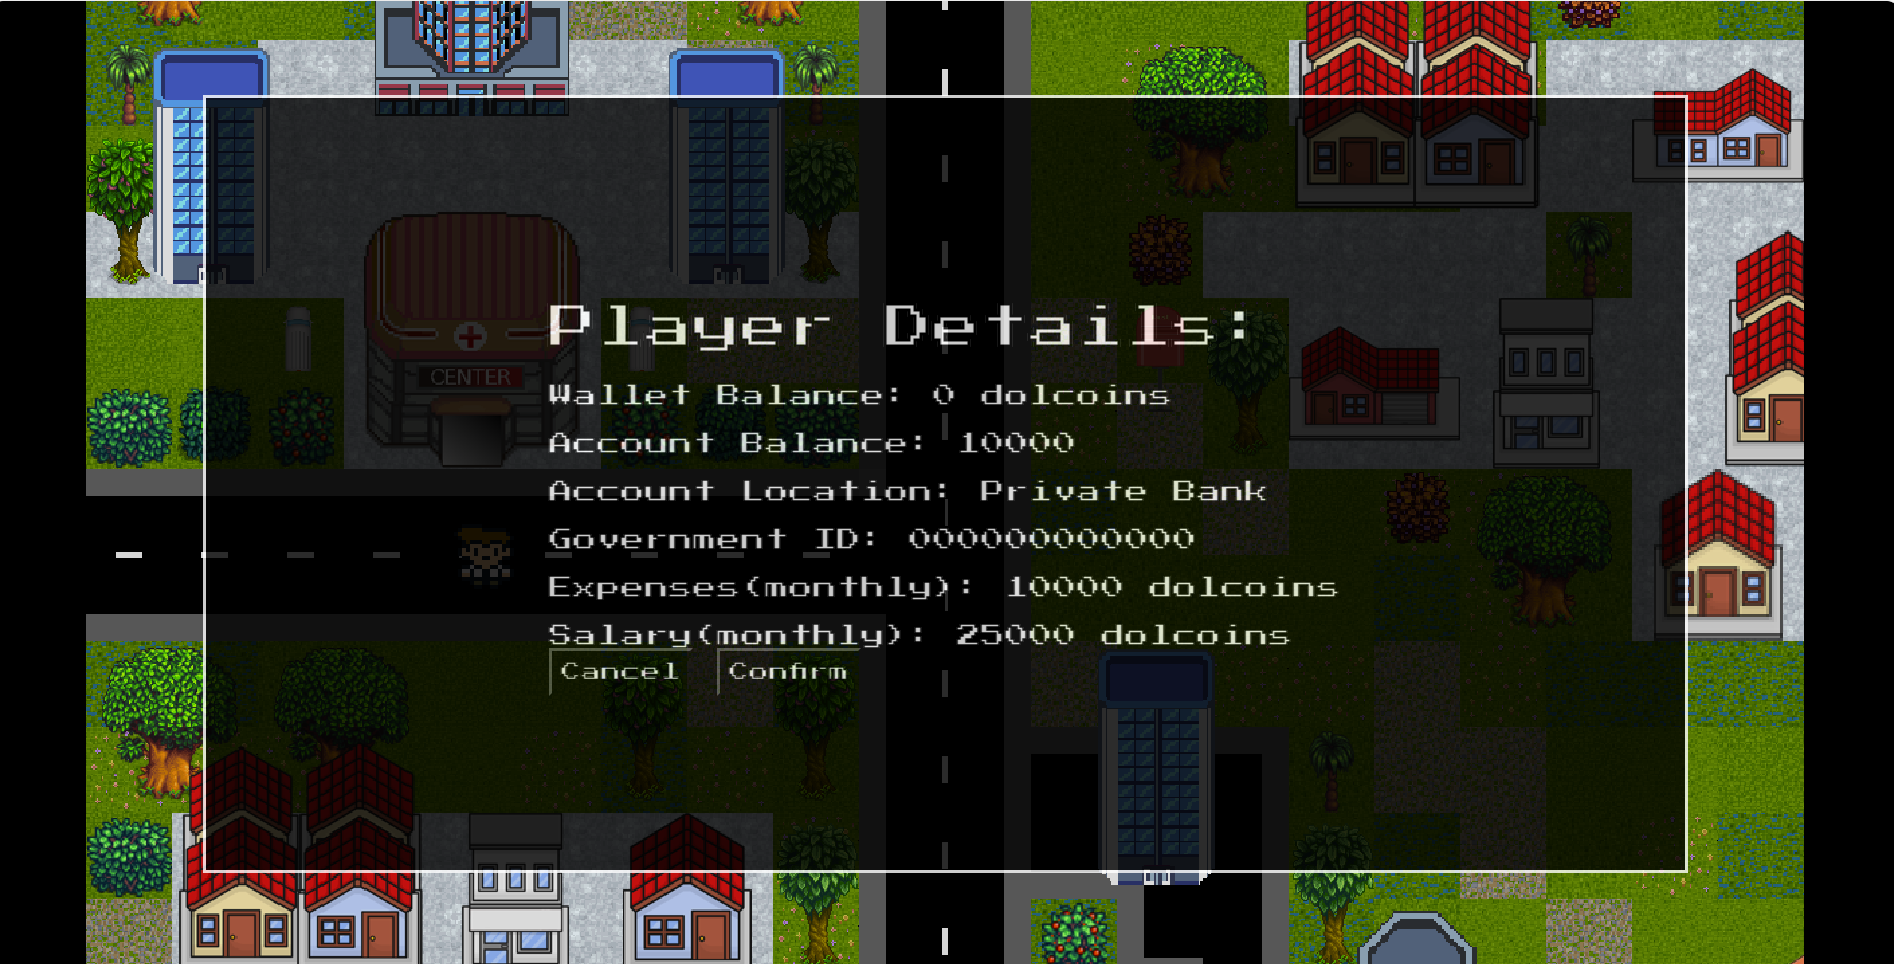 CENTER
Player Details:
Wallet Balance: 0 dolcoins
Account Balance: 10000
Account Location: Private Bank
Government ID: 000000000000
Expenses(monthly): 10000 dolcoins
Salary(monthly): 25000 dolcoins
Cancel Confirm